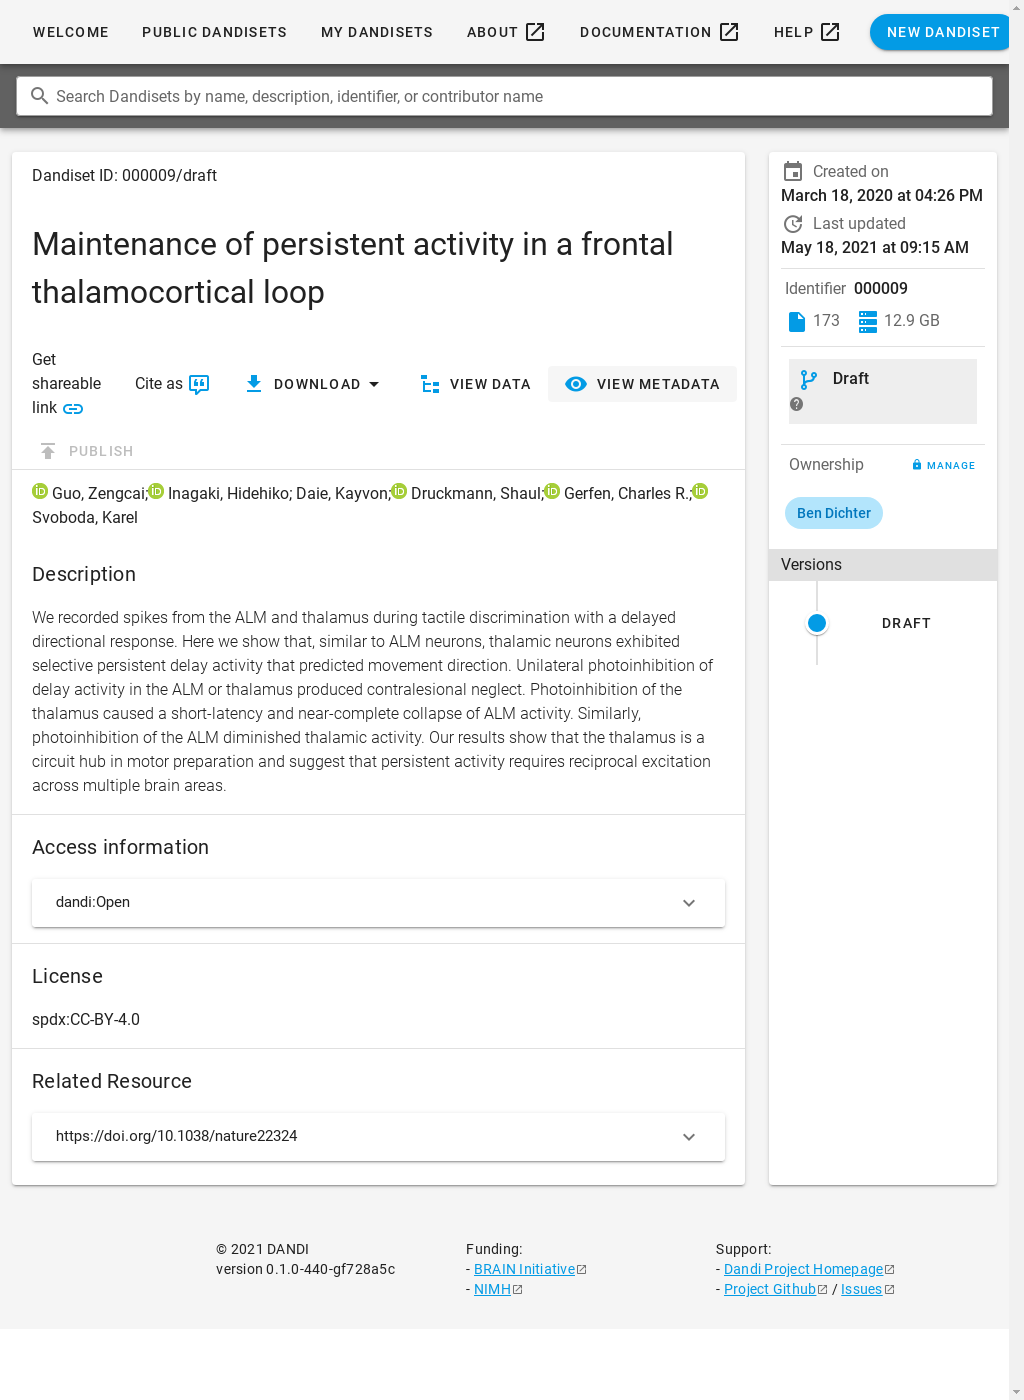 WELCOME PUBLIC DANDISETS MY DANDISETS ABOUT DOCUMENTATION HELP NEW DANDISET
Search Dandisets by name, description, identifier, or contributor name
Dandiset ID: 000009/draft
Maintenance of persistent activity in a frontal
thalamocortical loop
Get
shareable
link
Cite as
DOWNLOAD
VIEW DATA
VIEW METADATA
PUBLISH
Guo, Zengcai; Inagaki, Hidehiko; Daie, Kayvon; Druckmann, Shaul; Gerfen, Charles R.;
Svoboda, Karel
Description
We recorded spikes from the ALM and thalamus during tactile discrimination with a delayed
directional response. Here we show that, similar to ALM neurons, thalamic neurons exhibited
selective persistent delay activity that predicted movement direction. Unilateral photoinhibition of
delay activity in the ALM or thalamus produced contralesional neglect. Photoinhibition of the
thalamus caused a short-latency and near-complete collapse of ALM activity. Similarly,
photoinhibition of the ALM diminished thalamic activity. Our results show that the thalamus is a
circuit hub in motor preparation and suggest that persistent activity requires reciprocal excitation
across multiple brain areas.
Access information
dandi:Open
License
spdx:CC-BY-4.0
Related Resource
https://doi.org/10.1038/nature22324
Created on
March 18, 2020 at 04:26 PM
Last updated
May 18, 2021 at 09:15 AM
Identifier 000009
173 12.9 GB
Draft
Ownership MANAGE
Ben Dichter
Versions
DRAFT
© 2021 DANDI
version 0.1.0-440-gf728a5c
Funding:
- BRAIN Initiative
- NIMH
Support:
- Dandi Project Homepage
- Project Github / Issues